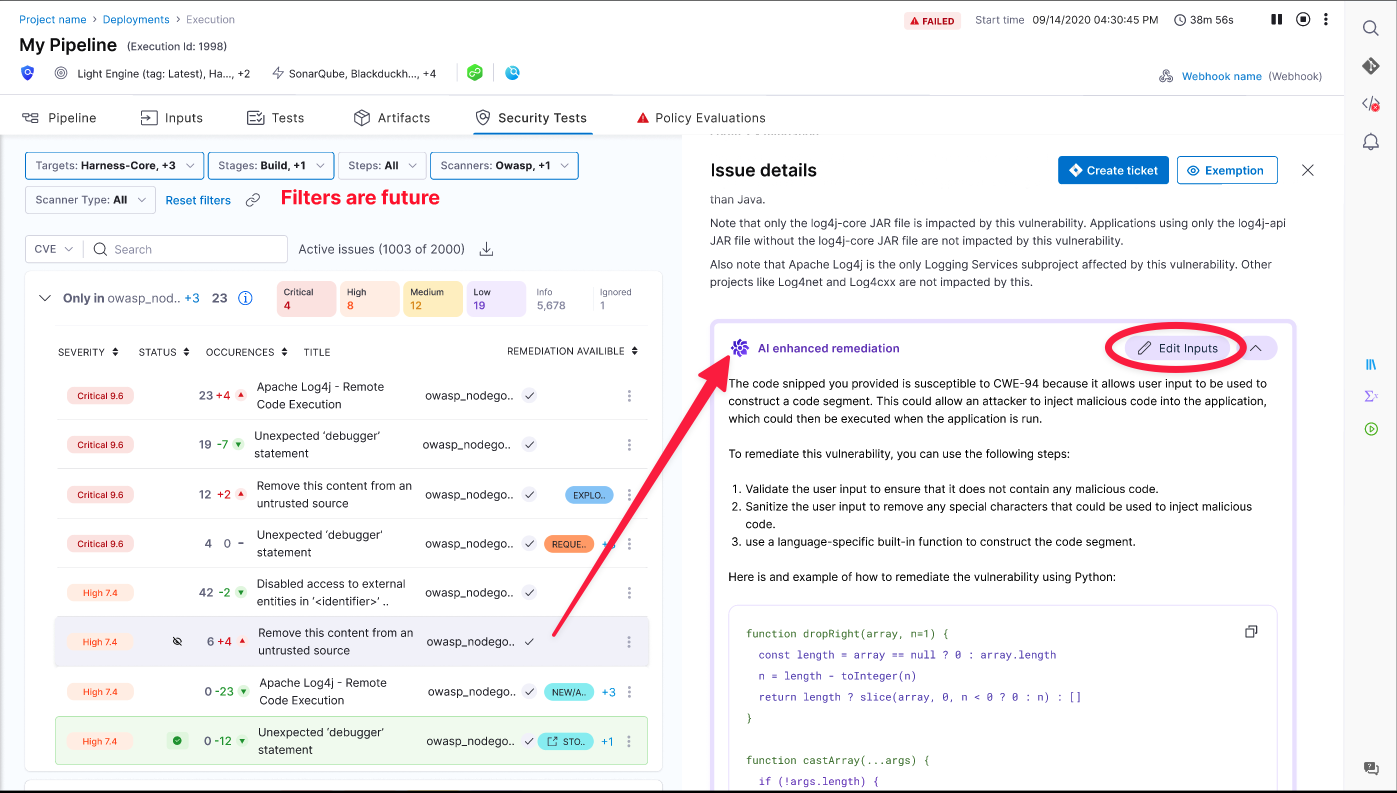 Project name > Deployments > Execution
FAILED
Start time 09/14/2020 04:30:45 PM
38m 56s
My Pipeline (Execution Id: 1998)
Light Engine (tag: Latest), Ha..., +2
SonarQube, Blackduckh..., +4
Webhook name (Webhook)
Pipeline
Inputs
Tests
Artifacts
Security Tests
Policy Evaluations
Targets: Harness-Core, +3
Stages: Build, +1
Steps: All
Scanners: Owasp, +1
Scanner Type: All
Reset filters
Filters are future
CVE
Search
Active issues (1003 of 2000)
Only in owasp_nod.. +3 23
Critical
4
High
8
Medium
12
Low
19
Info
5,678
Ignored
1
SEVERITY STATUS OCCURENCES TITLE REMEDIATION AVAILIBLE
Critical 9.6 23 +4 Apache Log4j - Remote
Code Execution owasp_nodego..
Critical 9.6 19 -7 Unexpected ‘debugger’
statement owasp_nodego..
Critical 9.6 12 +2 Remove this content from an
untrusted source owasp_nodego.. EXPLO..
Critical 9.6 4 0 - Unexpected ‘debugger’
statement owasp_nodego.. REQUE..
High 7.4 42 -2 Disabled access to external
entities in ‘<identifier>’ .. owasp_nodego..
High 7.4 6 +4 Remove this content from an
untrusted source owasp_nodego..
High 7.4 0 -23 Apache Log4j - Remote
Code Execution owasp_nodego.. NEW/A.. +3
High 7.4 0 -12 Unexpected ‘debugger’
statement owasp_nodego.. STO.. +1
Issue details
Create ticket
Exemption
than Java.
Note that only the log4j-core JAR file is impacted by this vulnerability. Applications using only the log4j-api
JAR file without the log4j-core JAR file are not impacted by this vulnerability.
Also note that Apache Log4j is the only Logging Services subproject affected by this vulnerability. Other
projects like Log4net and Log4cxx are not impacted by this.
AI enhanced remediation
Edit Inputs
The code snipped you provided is susceptible to CWE-94 because it allows user input to be used to
construct a code segment. This could allow an attacker to inject malicious code into the application,
which could then be executed when the application is run.
To remediate this vulnerability, you can use the following steps:
1. Validate the user input to ensure that it does not contain any malicious code.
2. Sanitize the user input to remove any special characters that could be used to inject malicious
code.
3. use a language-specific built-in function to construct the code segment.
Here is and example of how to remediate the vulnerability using Python:
function dropRight(array, n=1) {
const length = array == null ? 0 : array.length
n = length - toInteger(n)
return length ? slice(array, 0, n < 0 ? 0 : n) : []
}
function castArray(...args) {
if (!args.length) {